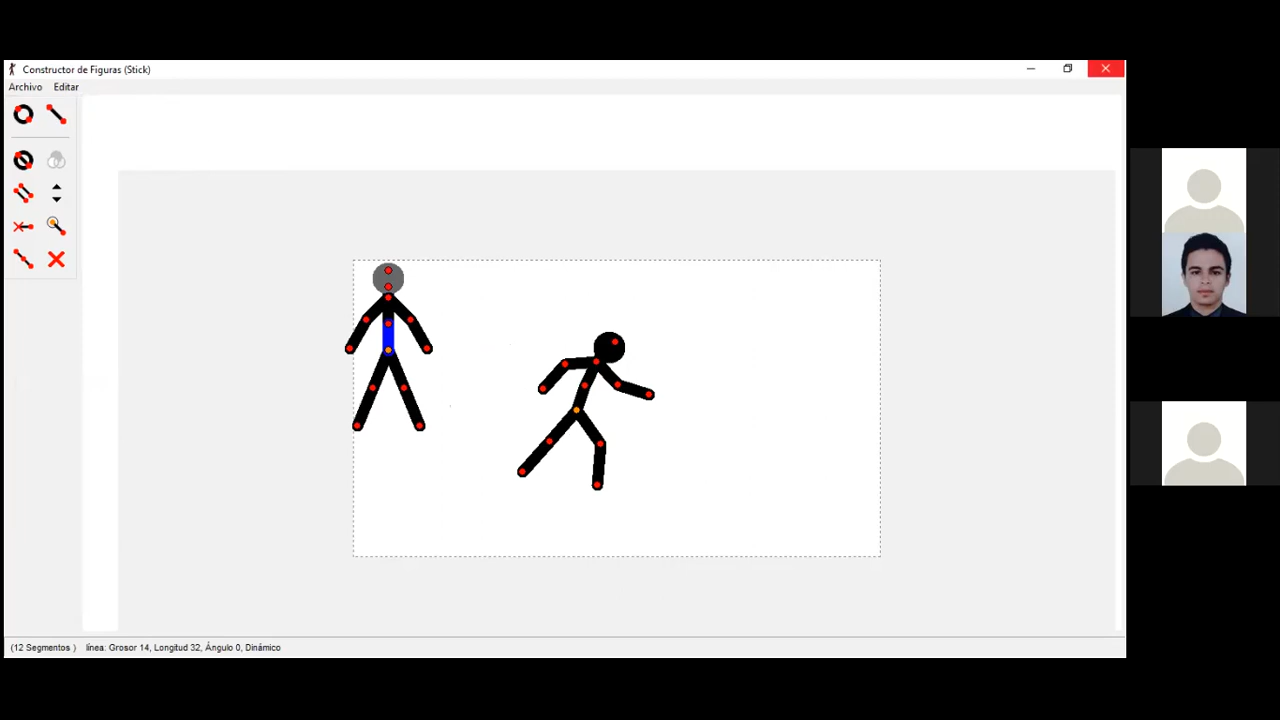 Constructor de Figuras (Stick)
Archivo Editar
(12 Segmentos ) línea: Grosor 14, Longitud 32, Ángulo 0, Dinámico